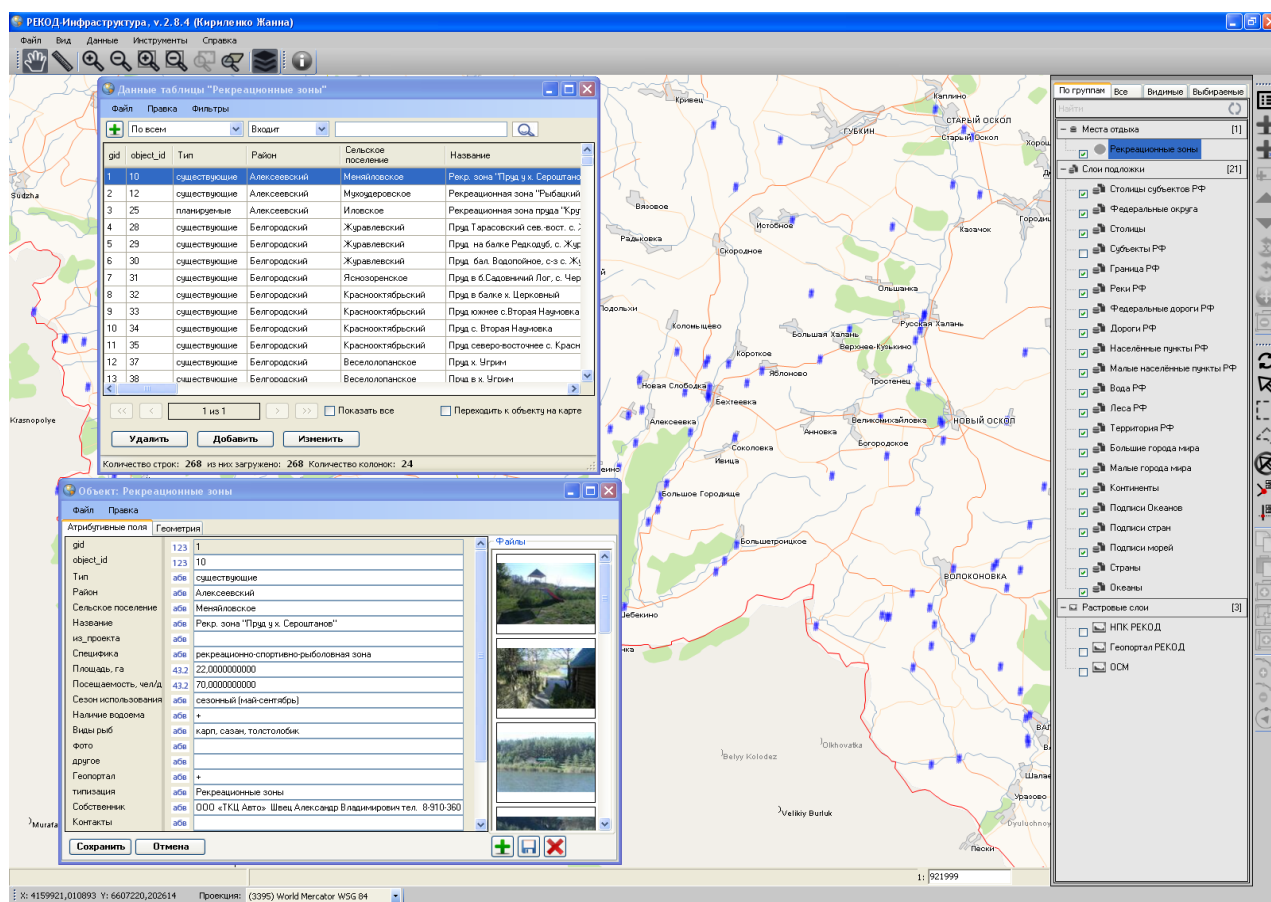 РЕКОД-Инфраструктура, v.2.8.4 (Кириленко Жанна)
Файл Вид Данные Инструменты Справка
Данные таблицы "Рекреационные зоны"
Файл Правка Фильтры
По всем Входит
gid object_id Тип Район Сельское поселение Название
1 10 существующие Алексеевский Меняйловское Рекр. зона "Пруд у х. Сероштано
2 12 существующие Алексеевский Мухоудеровское Рекреационная зона "Рыбацкий
3 25 планируемые Алексеевский Иловское Рекреационная зона пруда "Кру
4 28 существующие Белгородский Журавлевский Пруд Тарасовский сев.-вост. с.
5 29 существующие Белгородский Журавлевский Пруд на балке Редкодуб, с. Жур
6 30 существующие Белгородский Журавлевский Пруд бал. Водопойное, с-з с. Жу
7 31 существующие Белгородский Яснозоренское Пруд в б.Садовничий Лог, с. Чер
8 32 существующие Белгородский Краснооктябрьский Пруд в балке х. Церковный
9 33 существующие Белгородский Краснооктябрьский Пруд южнее с.Вторая Наумовка
10 34 существующие Белгородский Краснооктябрьский Пруд с. Вторая Наумовка
11 35 существующие Белгородский Краснооктябрьский Пруд северо-восточнее с. Красн
12 37 существующие Белгородский Веселолопанское Пруд х. Угрим
13 38 существующие Белгородский Веселолопанское Пруд в х. Угрим
<< < 1 из 1 > >> Показать все Переходить к объекту на карте
Удалить Добавить Изменить
Количество строк: 268 из них загружено: 268 Количество колонок: 24
Объект: Рекреационные зоны
Файл Правка
Атрибутивные поля Геометрия
Файлы
gid 123 1
object_id 123 10
Тип абв существующие
Район абв Алексеевский
Сельское поселение абв Меняйловское
Название абв Рекр. зона "Пруд у х. Сероштанов"
из_проекта абв
Специфика абв рекреационно-спортивно-рыболовная зона
Площадь, га 43.2 22,0000000000
Посещаемость, чел/д 43.2 70,0000000000
Сезон использования абв сезонный (май-сентябрь)
Наличие водоема абв +
Виды рыб абв карп, сазан, толстолобик
фото абв
другое абв
Геопортал абв +
типизация абв Рекреационные зоны
Собственник абв ООО «ТКЦ Авто» Швец Александр Владимирович тел. 8-910-360
Контакты абв
Сохранить Отмена
Sudzha
Krasnopolye
Murafa
Кривец
Каплино
СТАРЫЙ ОСКОЛ
Старый Оскол
ГУБКИН
Хорош
Вязовое
Истобное
Городищ
Казачок
Радьковка
Скородное
Ольшанка
Подольхи
Коломыцево
Большая Халань
Русская Халань
Верхнее-Кузькино
Короткое
Яблоново
Тростенец
Новая Слободка
Бехтеевка
Алексеевка
Великомихайловка
НОВЫЙ ОСКОЛ
Анновка
Богородское
Соколовка
Ивица
Большое Городище
Большетроицкое
ВОЛОКОНОВКА
Шебекино
Olkhovatka
Belyy Kolodez
ВАЛ
Шалае
Уразово
Velikiy Burluk
Dyuluchnoy
Пески
По группам Все Видимые Выбираемые
Найти
Места отдыха [1]
Рекреационные зоны
Слои подложки [21]
Столицы субъектов РФ
Федеральные округа
Столицы
Субъекты РФ
Граница РФ
Реки РФ
Федеральные дороги РФ
Дороги РФ
Населённые пункты РФ
Малые населённые пункты РФ
Вода РФ
Леса РФ
Территория РФ
Большие города мира
Малые города мира
Континенты
Подписи Океанов
Подписи стран
Подписи морей
Страны
Океаны
Растровые слои [3]
НПК РЕКОД
Геопортал РЕКОД
ОСМ
1: 921999
X: 4159921,010893 Y: 6607220,202614 Проекция: (3395) World Mercator WSG 84